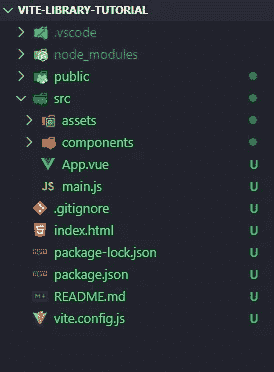 VITE-LIBRARY-TUTORIAL
.vscode
node_modules
public
src
assets
components
App.vue U
JS main.js U
.gitignore U
index.html U
package-lock.json U
package.json U
README.md U
vite.config.js U